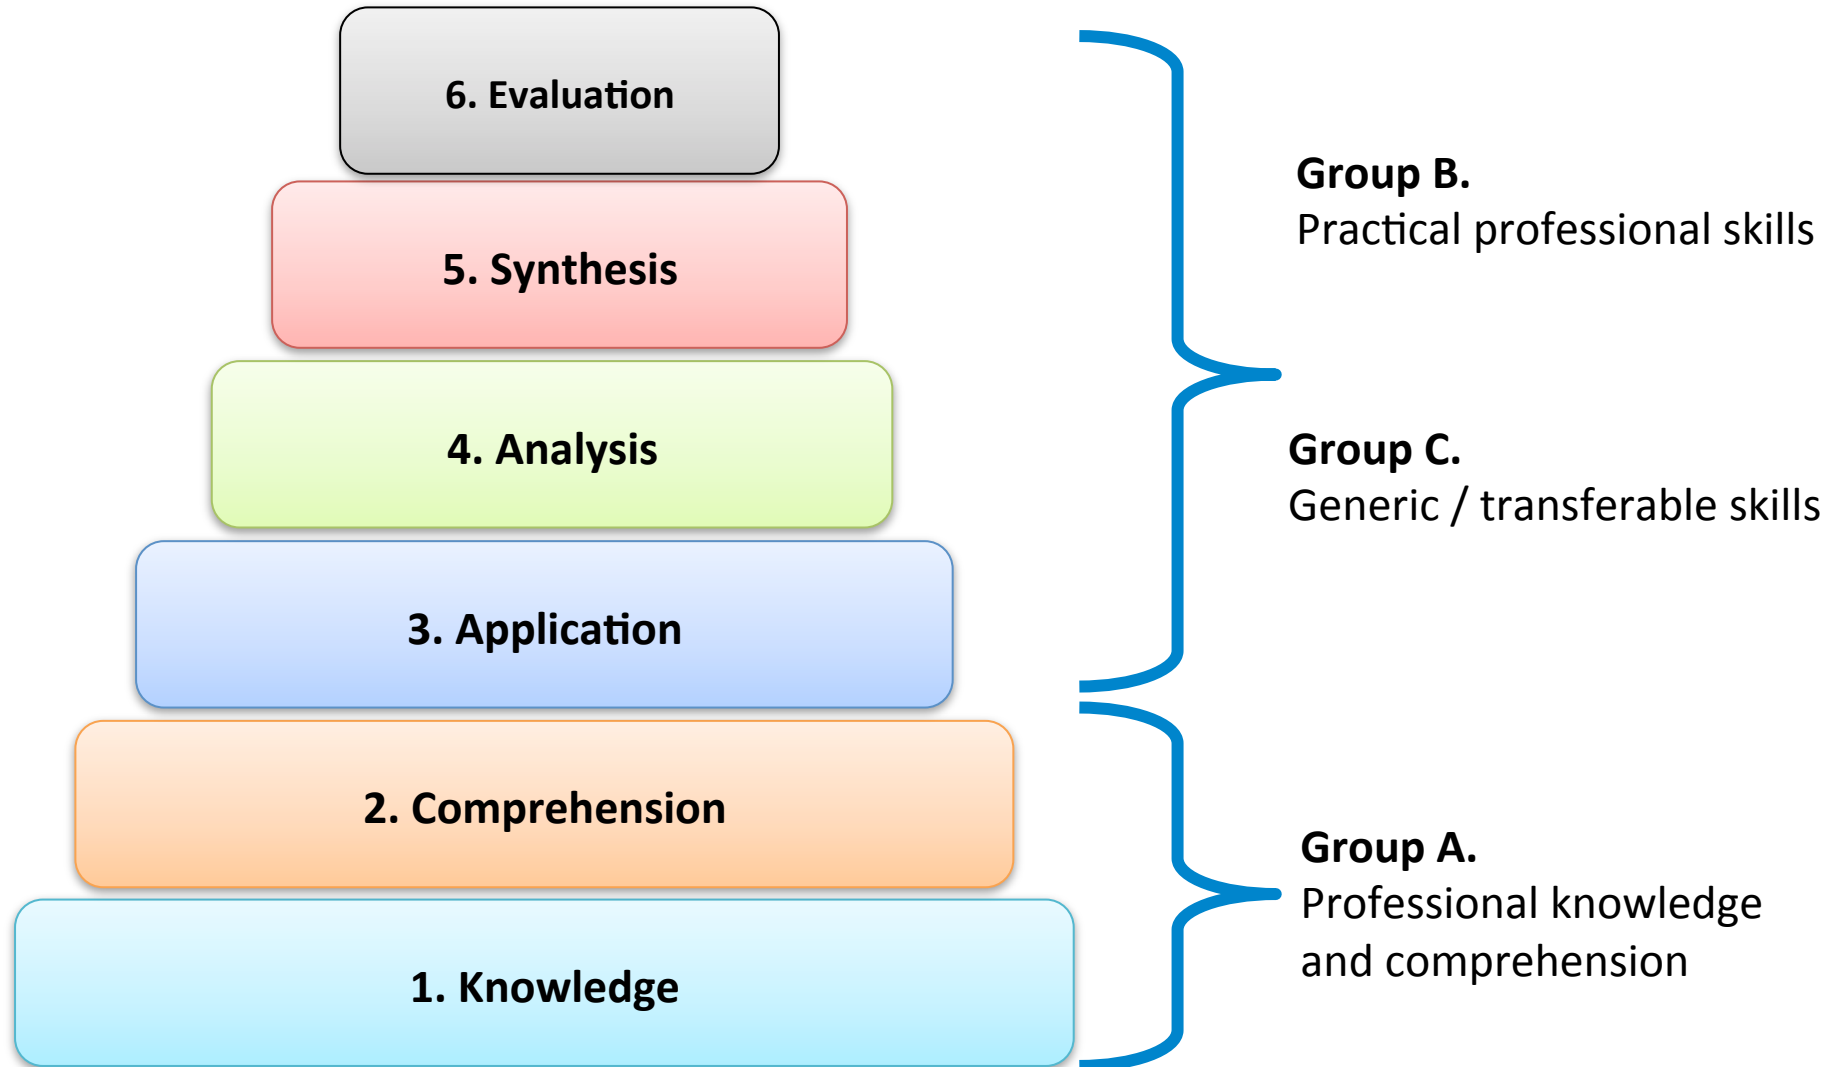 6. Evaluation
5. Synthesis
4. Analysis
3. Application
2. Comprehension
1. Knowledge
Group B.
Practical professional skills
Group C.
Generic / transferable skills
Group A.
Professional knowledge
and comprehension